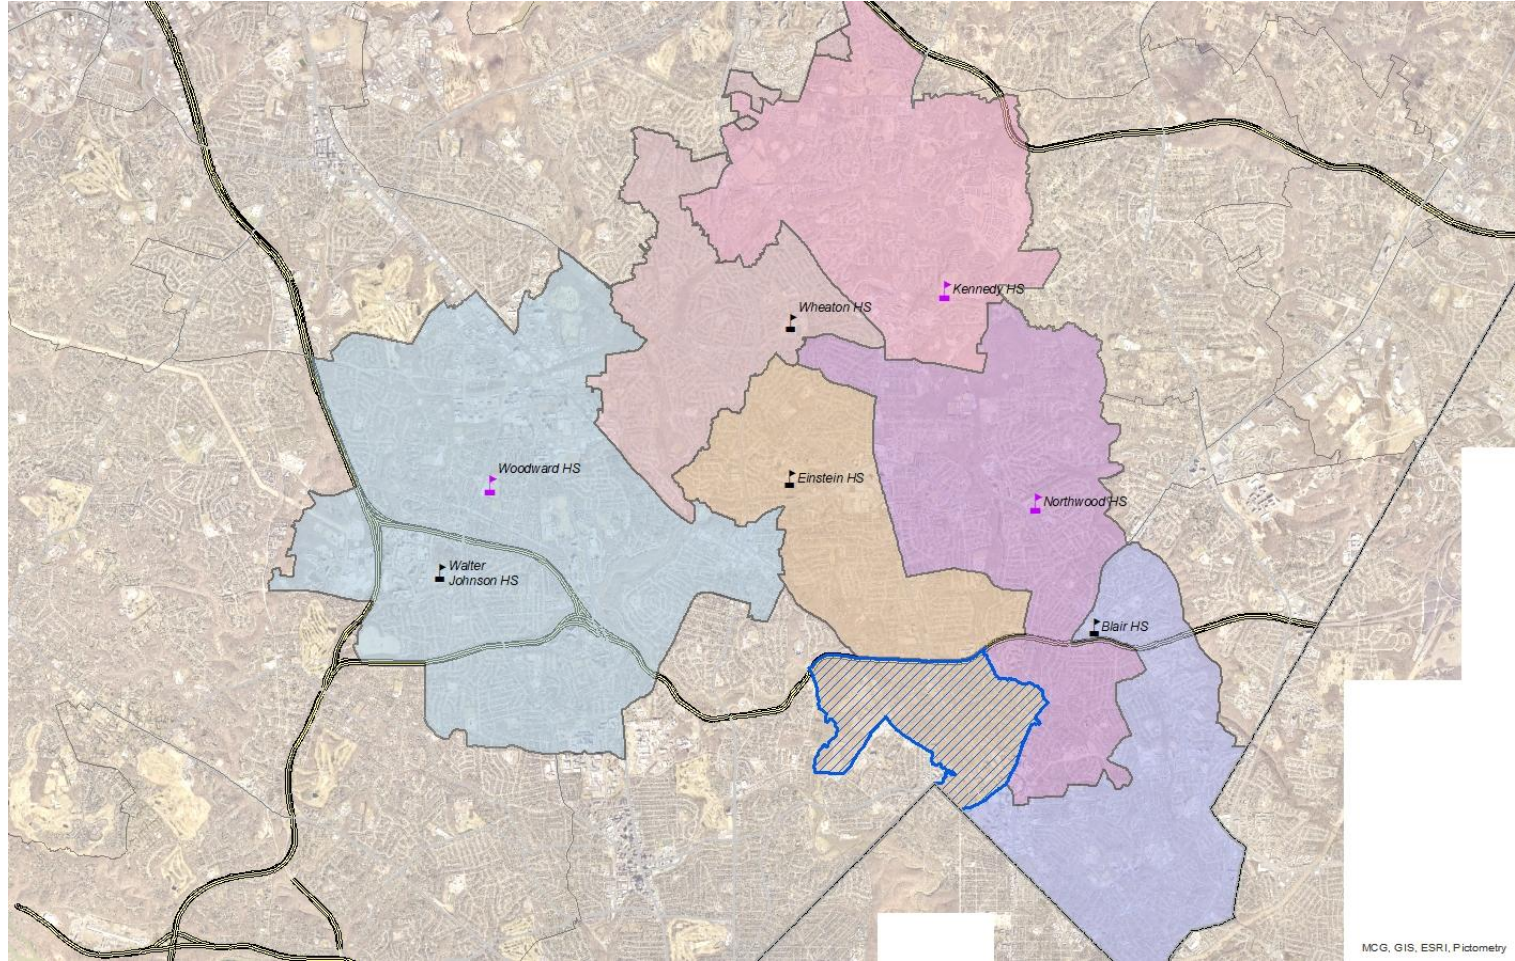 Kennedy HS
Wheaton HS
Woodward HS
Einstein HS
Northwood HS
Walter
Johnson HS
Blair HS
MCG, GIS, ESRI, Pictometry